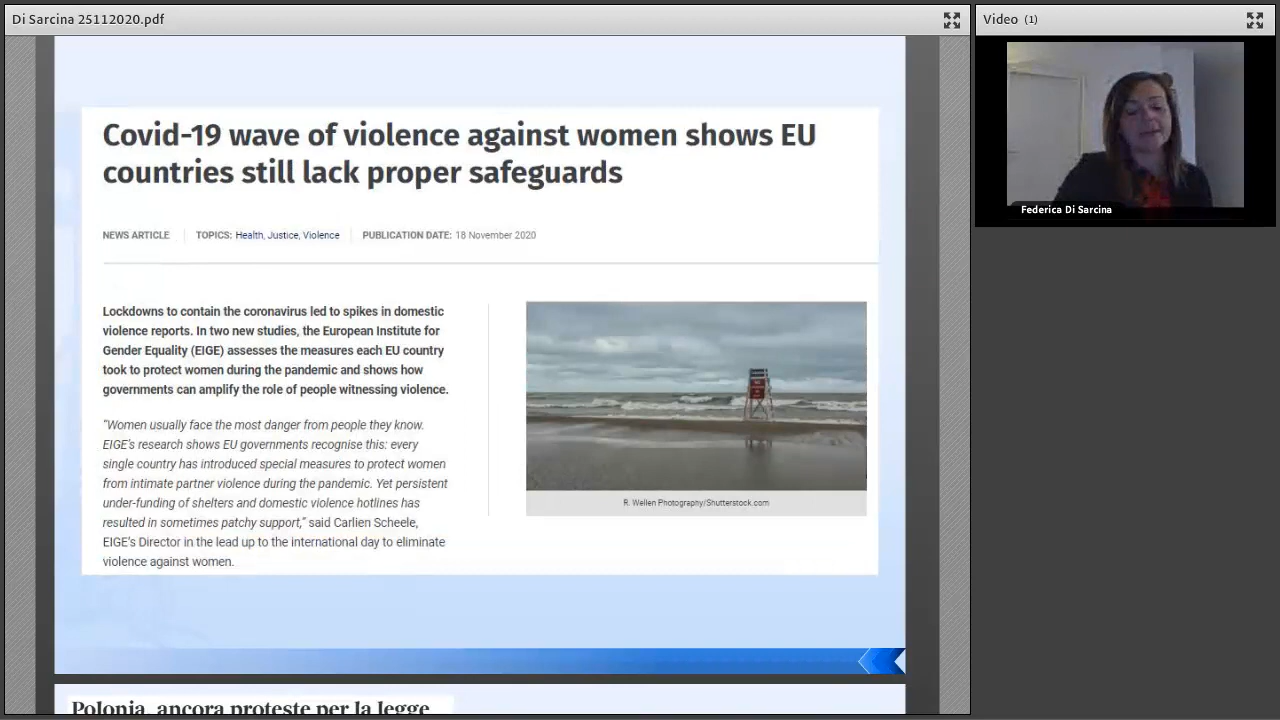 Di Sarcina 25112020.pdf
Video (1)
Federica Di Sarcina
Covid-19 wave of violence against women shows EU
countries still lack proper safeguards
NEWS ARTICLE TOPICS: Health, Justice, Violence PUBLICATION DATE: 18 November 2020
Lockdowns to contain the coronavirus led to spikes in domestic
violence reports. In two new studies, the European Institute for
Gender Equality (EIGE) assesses the measures each EU country
took to protect women during the pandemic and shows how
governments can amplify the role of people witnessing violence.
"Women usually face the most danger from people they know.
EIGE's research shows EU governments recognise this: every
single country has introduced special measures to protect women
from intimate partner violence during the pandemic. Yet persistent
under-funding of shelters and domestic violence hotlines has
resulted in sometimes patchy support," said Carlien Scheele,
EIGE's Director in the lead up to the international day to eliminate
violence against women.
R. Wellen Photography/Shutterstock.com
Polonia, ancora proteste per la legge